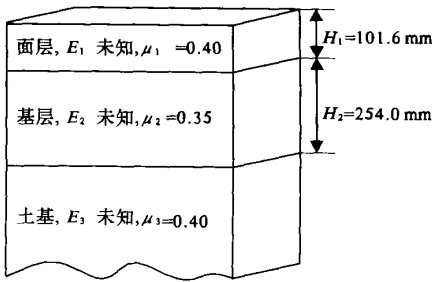 面层, E₁ 未知, μ₁ =0.40
H₁=101.6 mm
基层, E₂ 未知, μ₂=0.35
H₂=254.0 mm
土基, E₃ 未知, μ₃=0.40